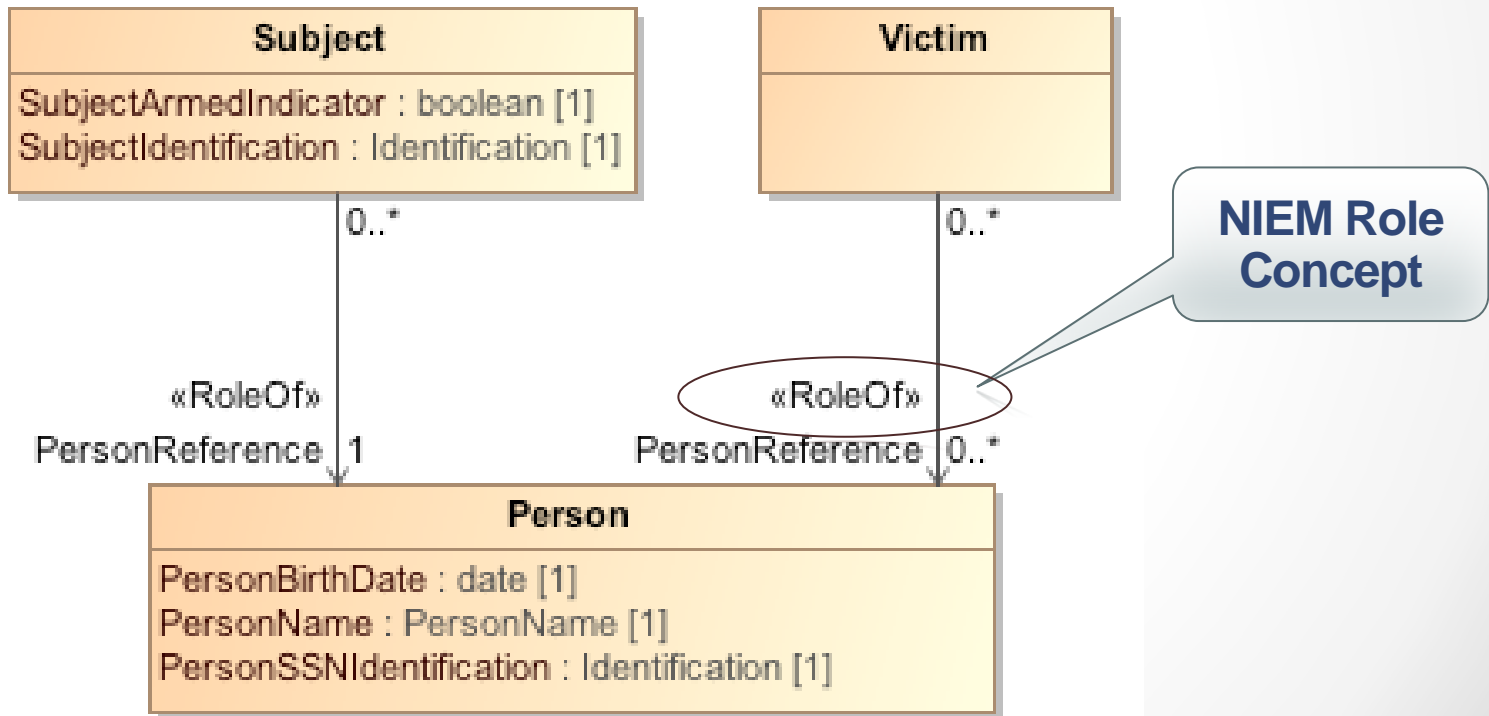 Subject
SubjectArmedIndicator : boolean [1]
SubjectIdentification : Identification [1]
Victim
0..*
0..*
NIEM Role
Concept
«RoleOf»
PersonReference 1
«RoleOf»
PersonReference 0..*
Person
PersonBirthDate : date [1]
PersonName : PersonName [1]
PersonSSNIdentification : Identification [1]